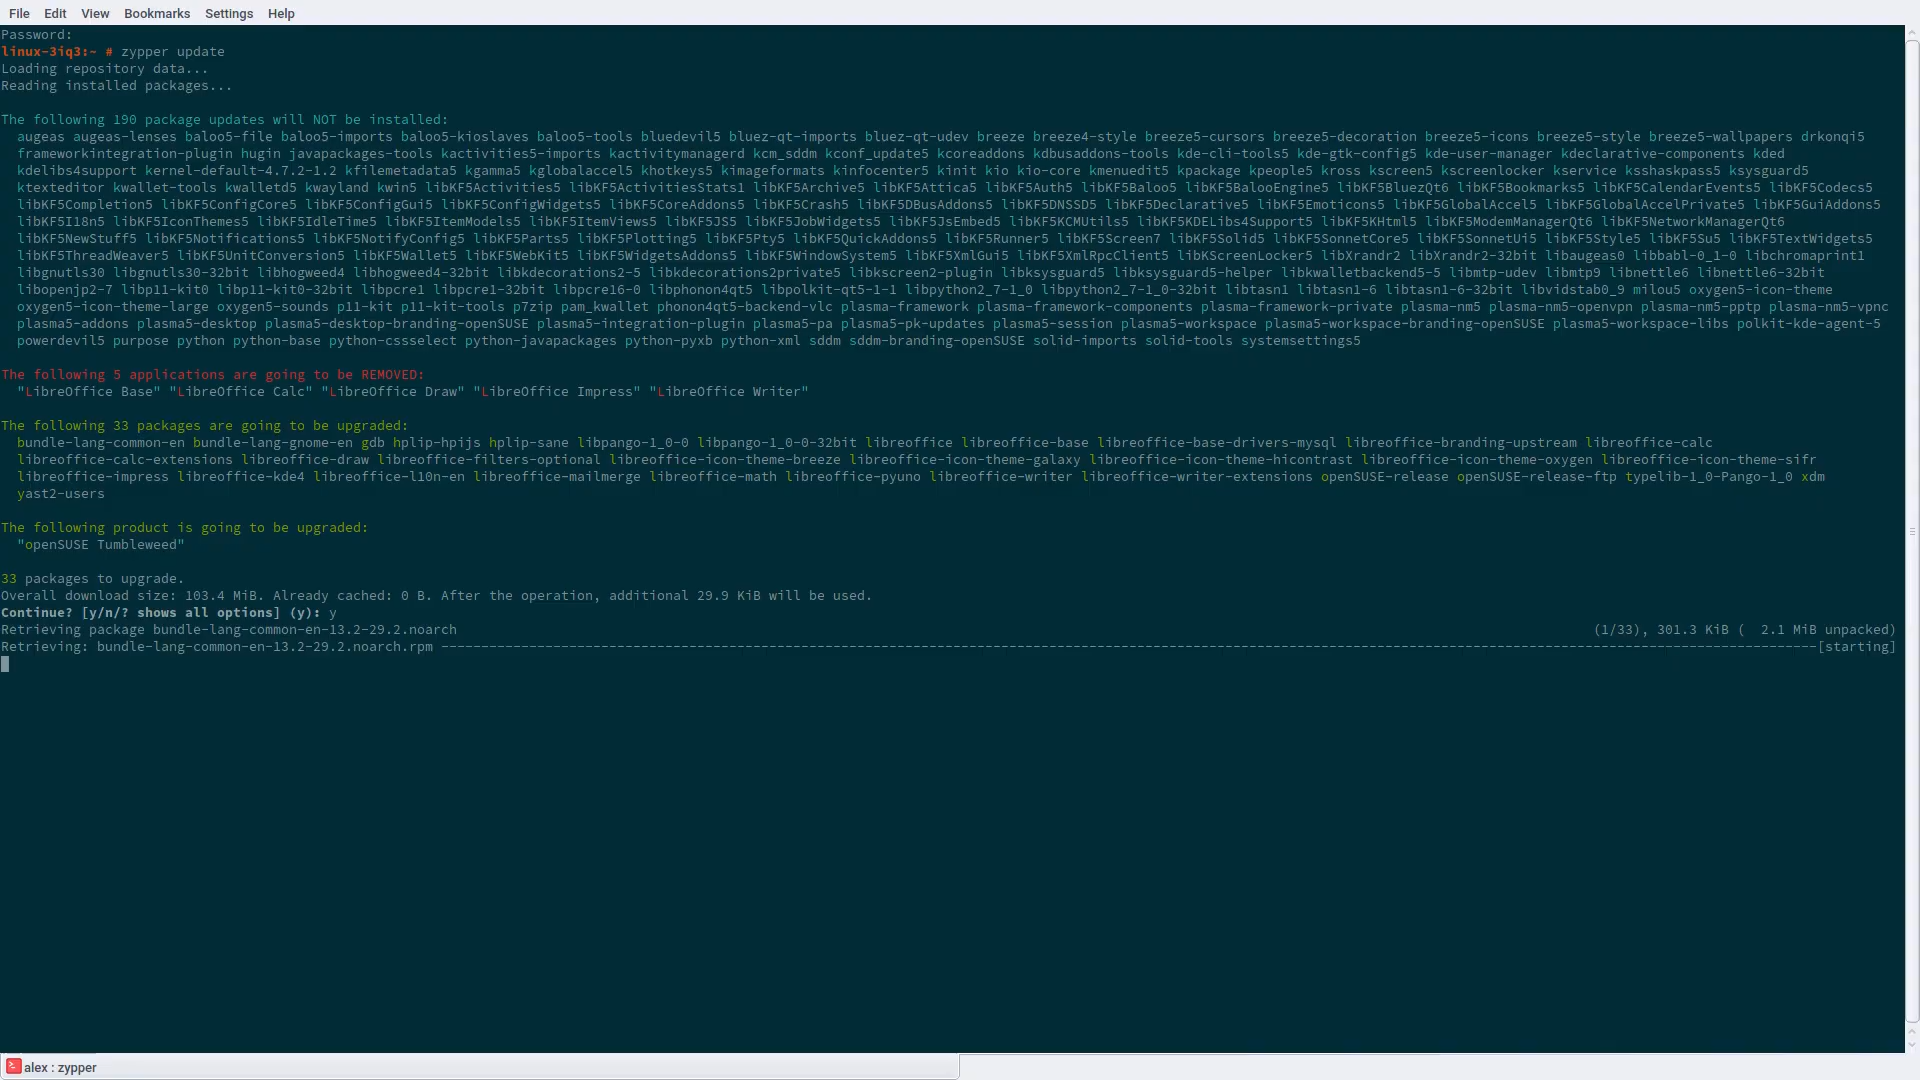 File Edit View Bookmarks Settings Help
Password:
linux-3iq3:~ # zypper update
Loading repository data...
Reading installed packages...
The following 190 package updates will NOT be installed:
augeas augeas-lenses baloo5-file baloo5-imports baloo5-kioslaves baloo5-tools bluedevil5 bluez-qt-imports bluez-qt-udev breeze breeze4-style breeze5-cursors breeze5-decoration breeze5-icons breeze5-style breeze5-wallpapers drkonqi5
frameworkintegration-plugin hugin javapackages-tools kactivities5-imports kactivitymanagerd kcm_sddm kconf_update5 kcoreaddons kdbusaddons-tools kde-cli-tools5 kde-gtk-config5 kde-user-manager kdeclarative-components kded
kdelibs4support kernel-default-4.7.2-1.2 kfilemetadata5 kgamma5 kglobalaccel5 khotkeys5 kimageformats kinfocenter5 kinit kio kio-core kmenuedit5 kpackage kpeople5 kross kscreen5 kscreenlocker kservice ksshaskpass5 ksysguard5
ktexteditor kwallet-tools kwalletd5 kwayland kwin5 libKF5Activities5 libKF5ActivitiesStats1 libKF5Archive5 libKF5Attica5 libKF5Auth5 libKF5Baloo5 libKF5BalooEngine5 libKF5BluezQt6 libKF5Bookmarks5 libKF5CalendarEvents5 libKF5Codecs5
libKF5Completion5 libKF5ConfigCore5 libKF5ConfigGui5 libKF5ConfigWidgets5 libKF5CoreAddons5 libKF5Crash5 libKF5DBusAddons5 libKF5DNSSD5 libKF5Declarative5 libKF5Emoticons5 libKF5GlobalAccel5 libKF5GlobalAccelPrivate5 libKF5GuiAddons5
libKF5I18n5 libKF5IconThemes5 libKF5IdleTime5 libKF5ItemModels5 libKF5ItemViews5 libKF5JS5 libKF5JobWidgets5 libKF5JsEmbed5 libKF5KCMUtils5 libKF5KDELibs4Support5 libKF5KHtml5 libKF5ModemManagerQt6 libKF5NetworkManagerQt6
libKF5NewStuff5 libKF5Notifications5 libKF5NotifyConfig5 libKF5Parts5 libKF5Plotting5 libKF5Pty5 libKF5QuickAddons5 libKF5Runner5 libKF5Screen7 libKF5Solid5 libKF5SonnetCore5 libKF5SonnetUi5 libKF5Style5 libKF5Su5 libKF5TextWidgets5
libKF5ThreadWeaver5 libKF5UnitConversion5 libKF5Wallet5 libKF5WebKit5 libKF5WidgetsAddons5 libKF5WindowSystem5 libKF5XmlGui5 libKF5XmlRpcClient5 libKScreenLocker5 libXrandr2 libXrandr2-32bit libaugeas0 libbabl-0_1-0 libchromaprint1
libgnutls30 libgnutls30-32bit libhogweed4 libhogweed4-32bit libkdecorations2-5 libkdecorations2private5 libkscreen2-plugin libksysguard5 libksysguard5-helper libkwalletbackend5-5 libmtp-udev libmtp9 libnettle6 libnettle6-32bit
libopenjp2-7 libp11-kit0 libp11-kit0-32bit libpcre1 libpcre1-32bit libpcre16-0 libphonon4qt5 libpolkit-qt5-1-1 libpython2_7-1_0 libpython2_7-1_0-32bit libtasn1 libtasn1-6 libtasn1-6-32bit libvidstab0_9 milou5 oxygen5-icon-theme
oxygen5-icon-theme-large oxygen5-sounds p11-kit p11-kit-tools p7zip pam_kwallet phonon4qt5-backend-vlc plasma-framework plasma-framework-components plasma-framework-private plasma-nm5 plasma-nm5-openvpn plasma-nm5-pptp plasma-nm5-vpnc
plasma5-addons plasma5-desktop plasma5-desktop-branding-openSUSE plasma5-integration-plugin plasma5-pa plasma5-pk-updates plasma5-session plasma5-workspace plasma5-workspace-branding-openSUSE plasma5-workspace-libs polkit-kde-agent-5
powerdevil5 purpose python python-base python-cssselect python-javapackages python-pyxb python-xml sddm sddm-branding-openSUSE solid-imports solid-tools systemsettings5
The following 5 applications are going to be REMOVED:
"LibreOffice Base" "LibreOffice Calc" "LibreOffice Draw" "LibreOffice Impress" "LibreOffice Writer"
The following 33 packages are going to be upgraded:
bundle-lang-common-en bundle-lang-gnome-en gdb hplip-hpijs hplip-sane libpango-1_0-0 libpango-1_0-0-32bit libreoffice libreoffice-base libreoffice-base-drivers-mysql libreoffice-branding-upstream libreoffice-calc
libreoffice-calc-extensions libreoffice-draw libreoffice-filters-optional libreoffice-icon-theme-breeze libreoffice-icon-theme-galaxy libreoffice-icon-theme-hicontrast libreoffice-icon-theme-oxygen libreoffice-icon-theme-sifr
libreoffice-impress libreoffice-kde4 libreoffice-l10n-en libreoffice-mailmerge libreoffice-math libreoffice-pyuno libreoffice-writer libreoffice-writer-extensions openSUSE-release openSUSE-release-ftp typelib-1_0-Pango-1_0 xdm
yast2-users
The following product is going to be upgraded:
"openSUSE Tumbleweed"
33 packages to upgrade.
Overall download size: 103.4 MiB. Already cached: 0 B. After the operation, additional 29.9 KiB will be used.
Continue? [y/n/? shows all options] (y): y
Retrieving package bundle-lang-common-en-13.2-29.2.noarch (1/33), 301.3 KiB ( 2.1 MiB unpacked)
Retrieving: bundle-lang-common-en-13.2-29.2.noarch.rpm ----------[starting]
alex : zypper